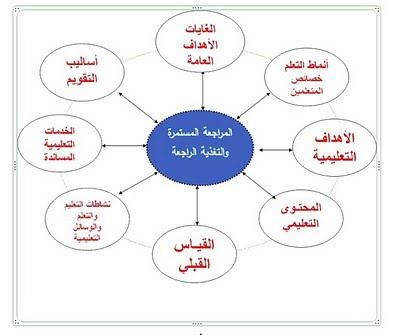 الغايات
الأهداف
العامة
أنماط التعلم
خصائص
المتعلمين
الأهداف
التعليمية
المحتوى
التعليمي
القياس
القبلي
نشاطات التعليم
والتعلم
والوسائل
التعليمية
الخدمات
التعليمية
المساندة
أساليب
التقويم
المراجعة المستمرة
والتغذية الراجعة